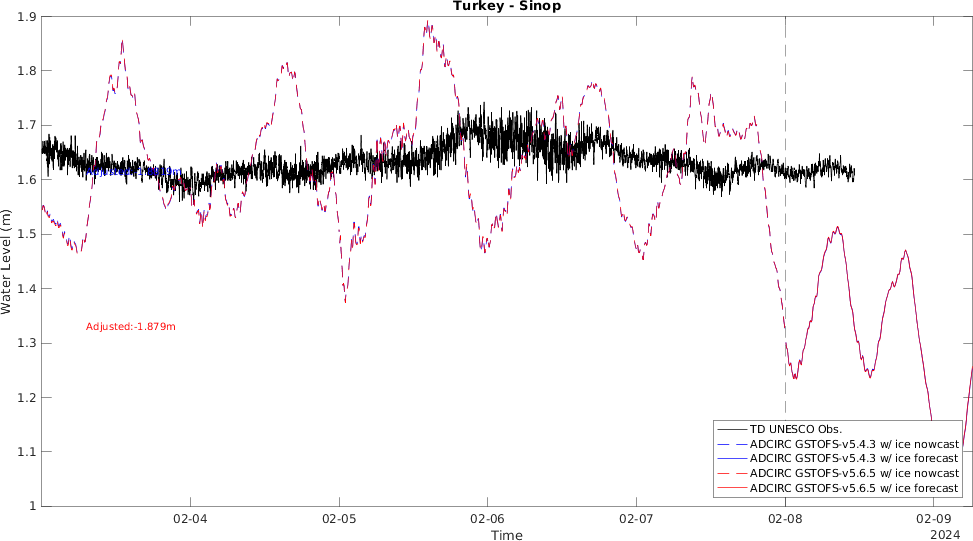 Turkey - Sinop
Water Level (m)
1.9
1.8
1.7
1.6
1.5
1.4
1.3
1.2
1.1
1
Adjusted:-1.879m
02-04
02-05
02-06
02-07
02-08
02-09
Time
2024
TD UNESCO Obs.
ADCIRC GSTOFS-v5.4.3 w/ ice nowcast
ADCIRC GSTOFS-v5.4.3 w/ ice forecast
ADCIRC GSTOFS-v5.6.5 w/ ice nowcast
ADCIRC GSTOFS-v5.6.5 w/ ice forecast